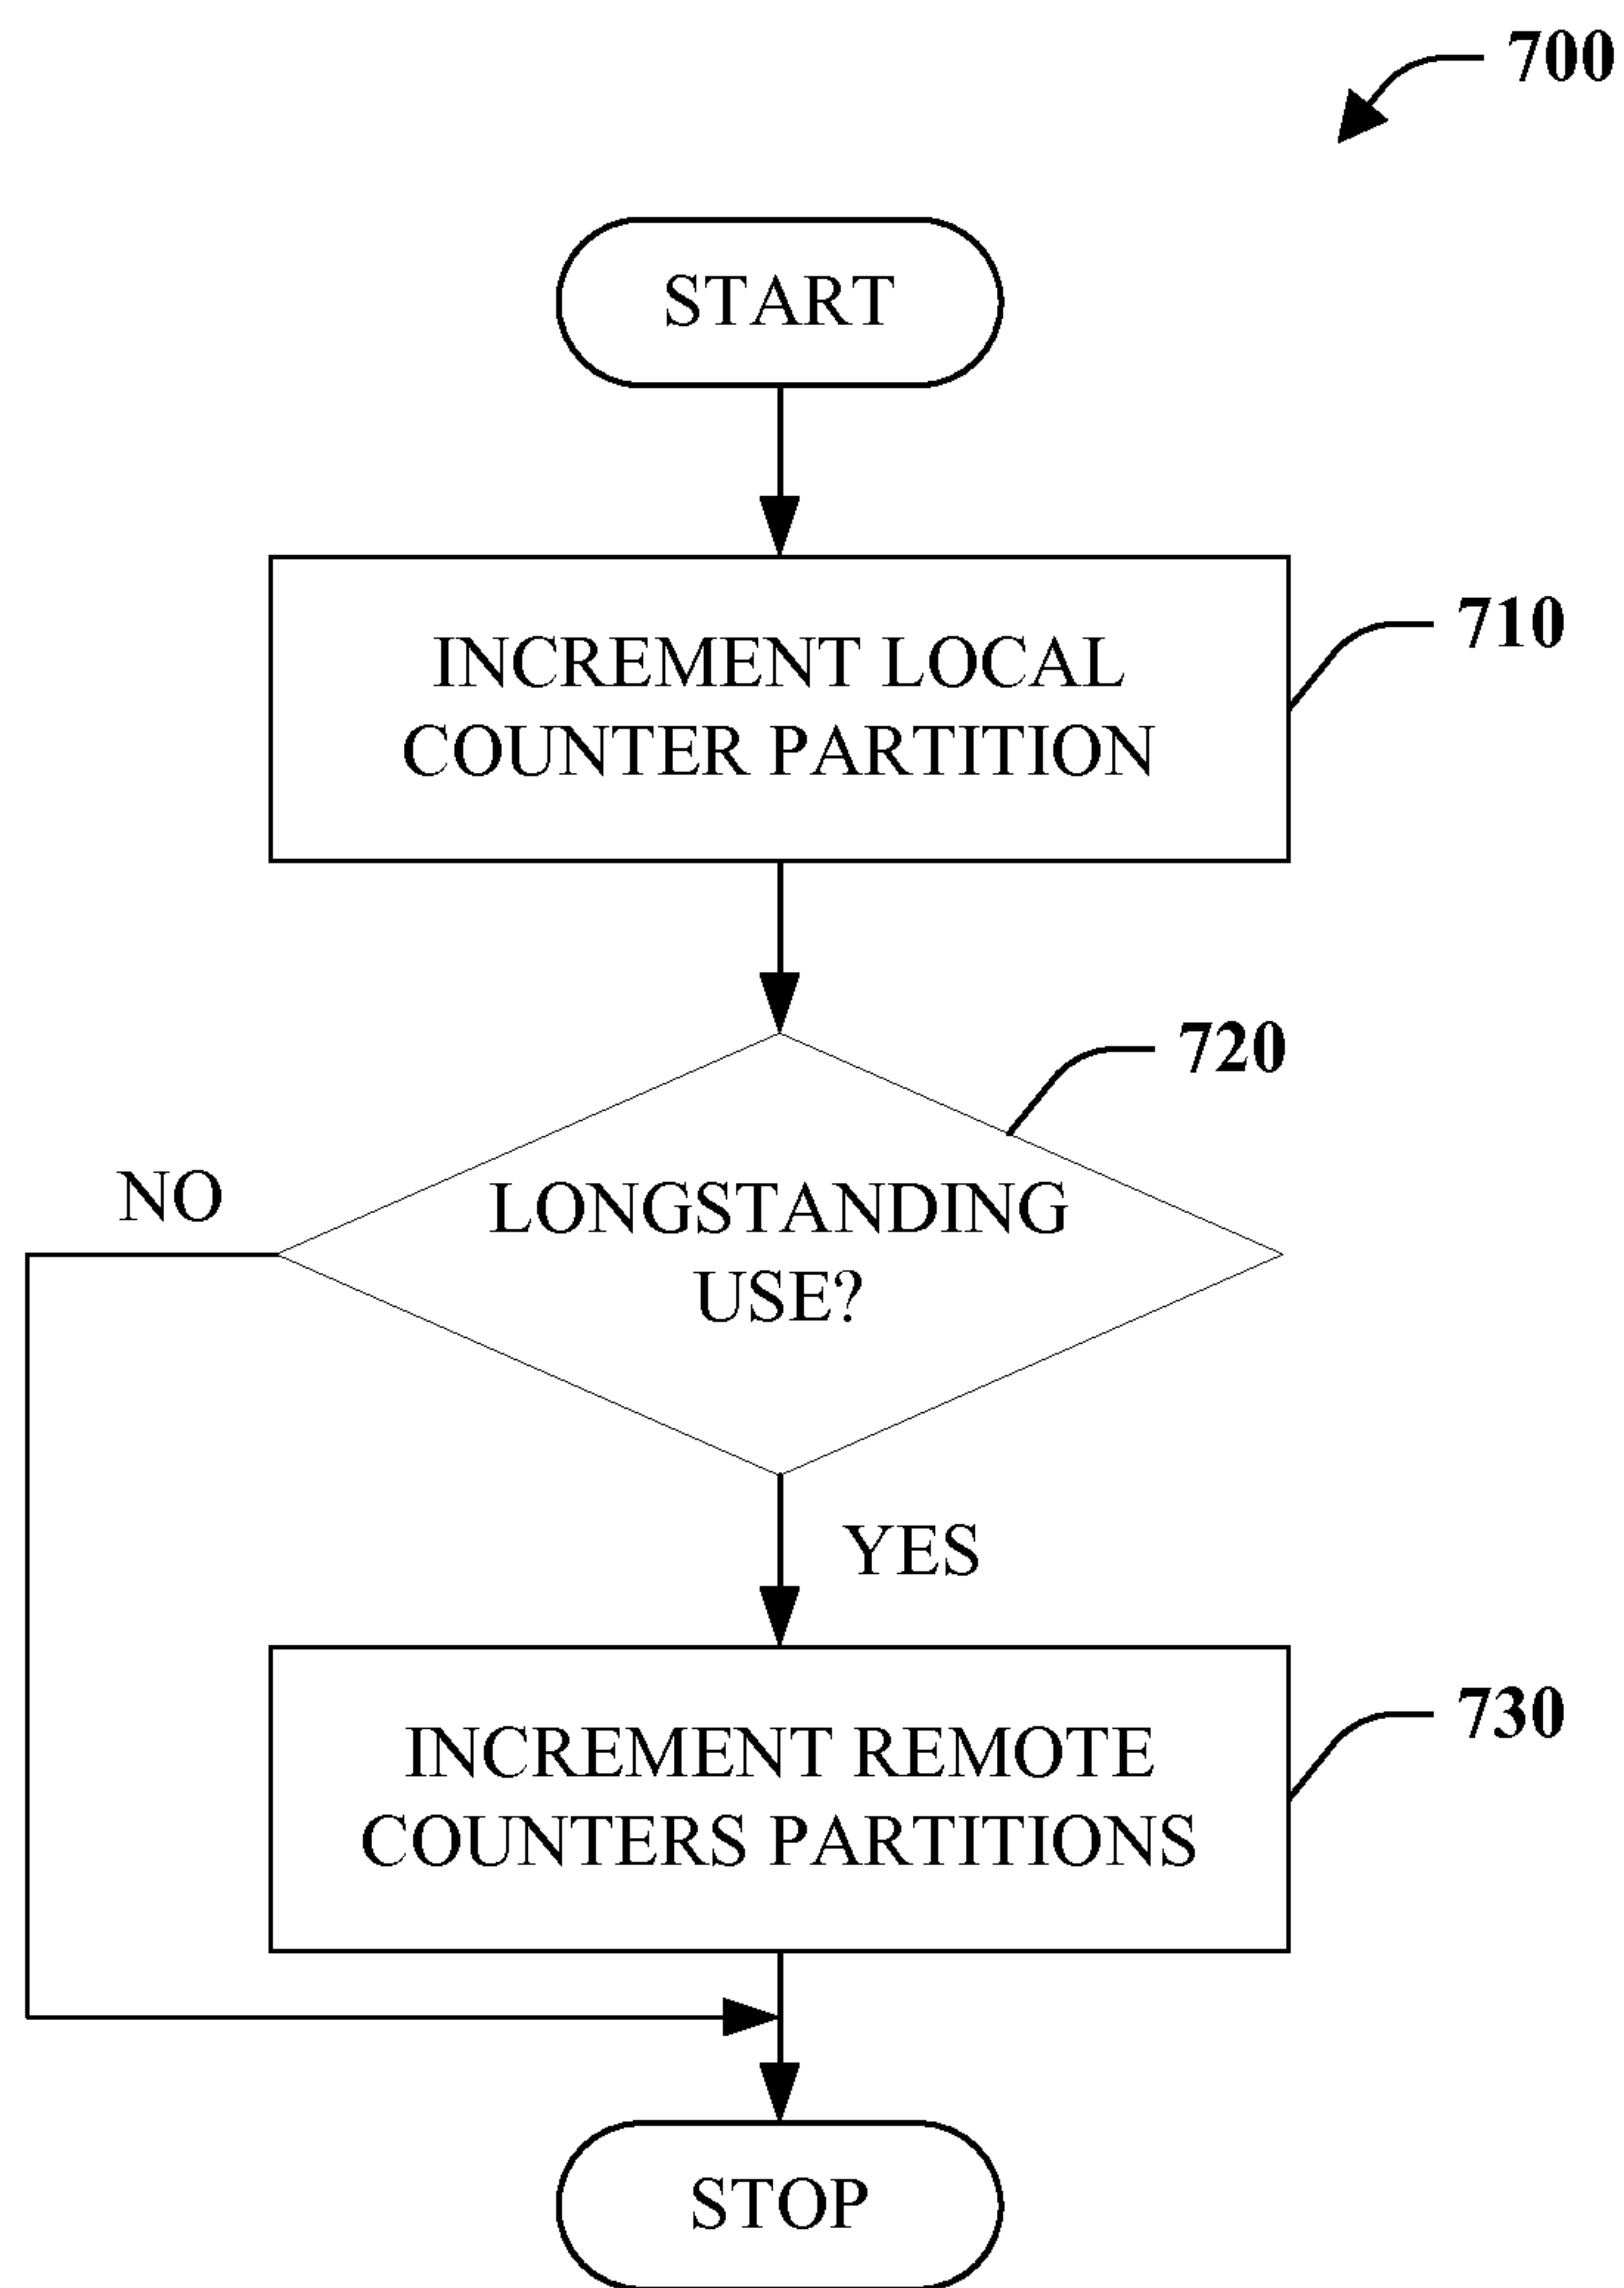 700
START
INCREMENT LOCAL
COUNTER PARTITION
710
720
LONGSTANDING
USE?
NO
YES
INCREMENT REMOTE
COUNTERS PARTITIONS
730
STOP